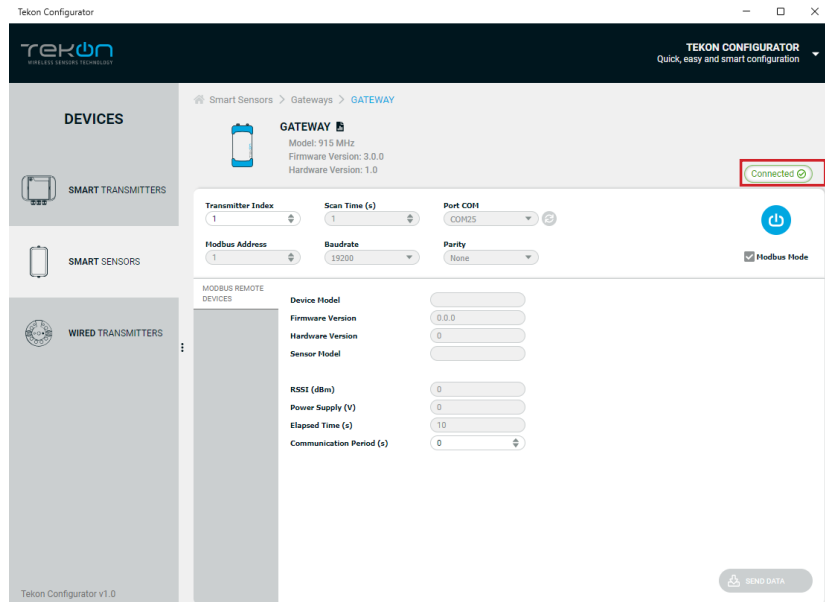 Tekon Configurator
TEKON
WIRELESS SENSORS TECHNOLOGY
TEKON CONFIGURATOR
Quick, easy and smart configuration
DEVICES
SMART TRANSMITTERS
SMART SENSORS
WIRED TRANSMITTERS
Tekon Configurator v1.0
Smart Sensors > Gateways > GATEWAY
GATEWAY
Model: 915 MHz
Firmware Version: 3.0.0
Hardware Version: 1.0
Connected
Transmitter Index Scan Time (s) Port COM
1 1 COM25
Modbus Address Baudrate Parity
1 19200 None
Modbus Mode
MODBUS REMOTE
DEVICES
Device Model
Firmware Version 0.0.0
Hardware Version 0
Sensor Model
RSSI (dBm) 0
Power Supply (V) 0
Elapsed Time (s) 10
Communication Period (s) 0
SEND DATA